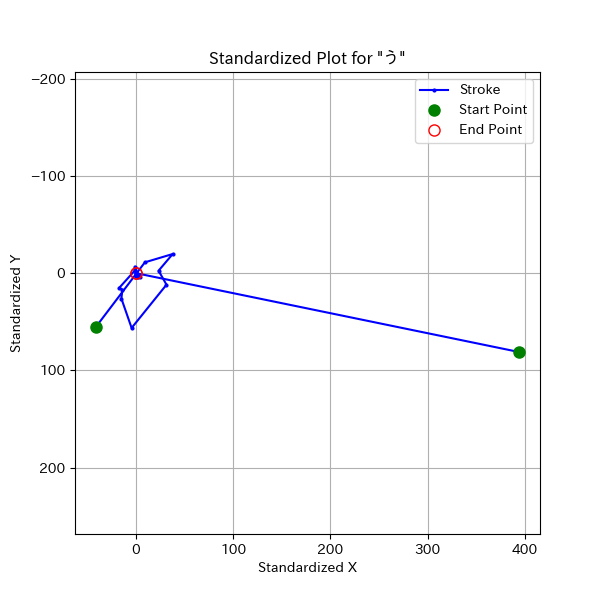 Standardized Plot for "う"
Stroke
Start Point
End Point
−200
−100
0
100
200
Standardized Y
0 100 200 300 400
Standardized X